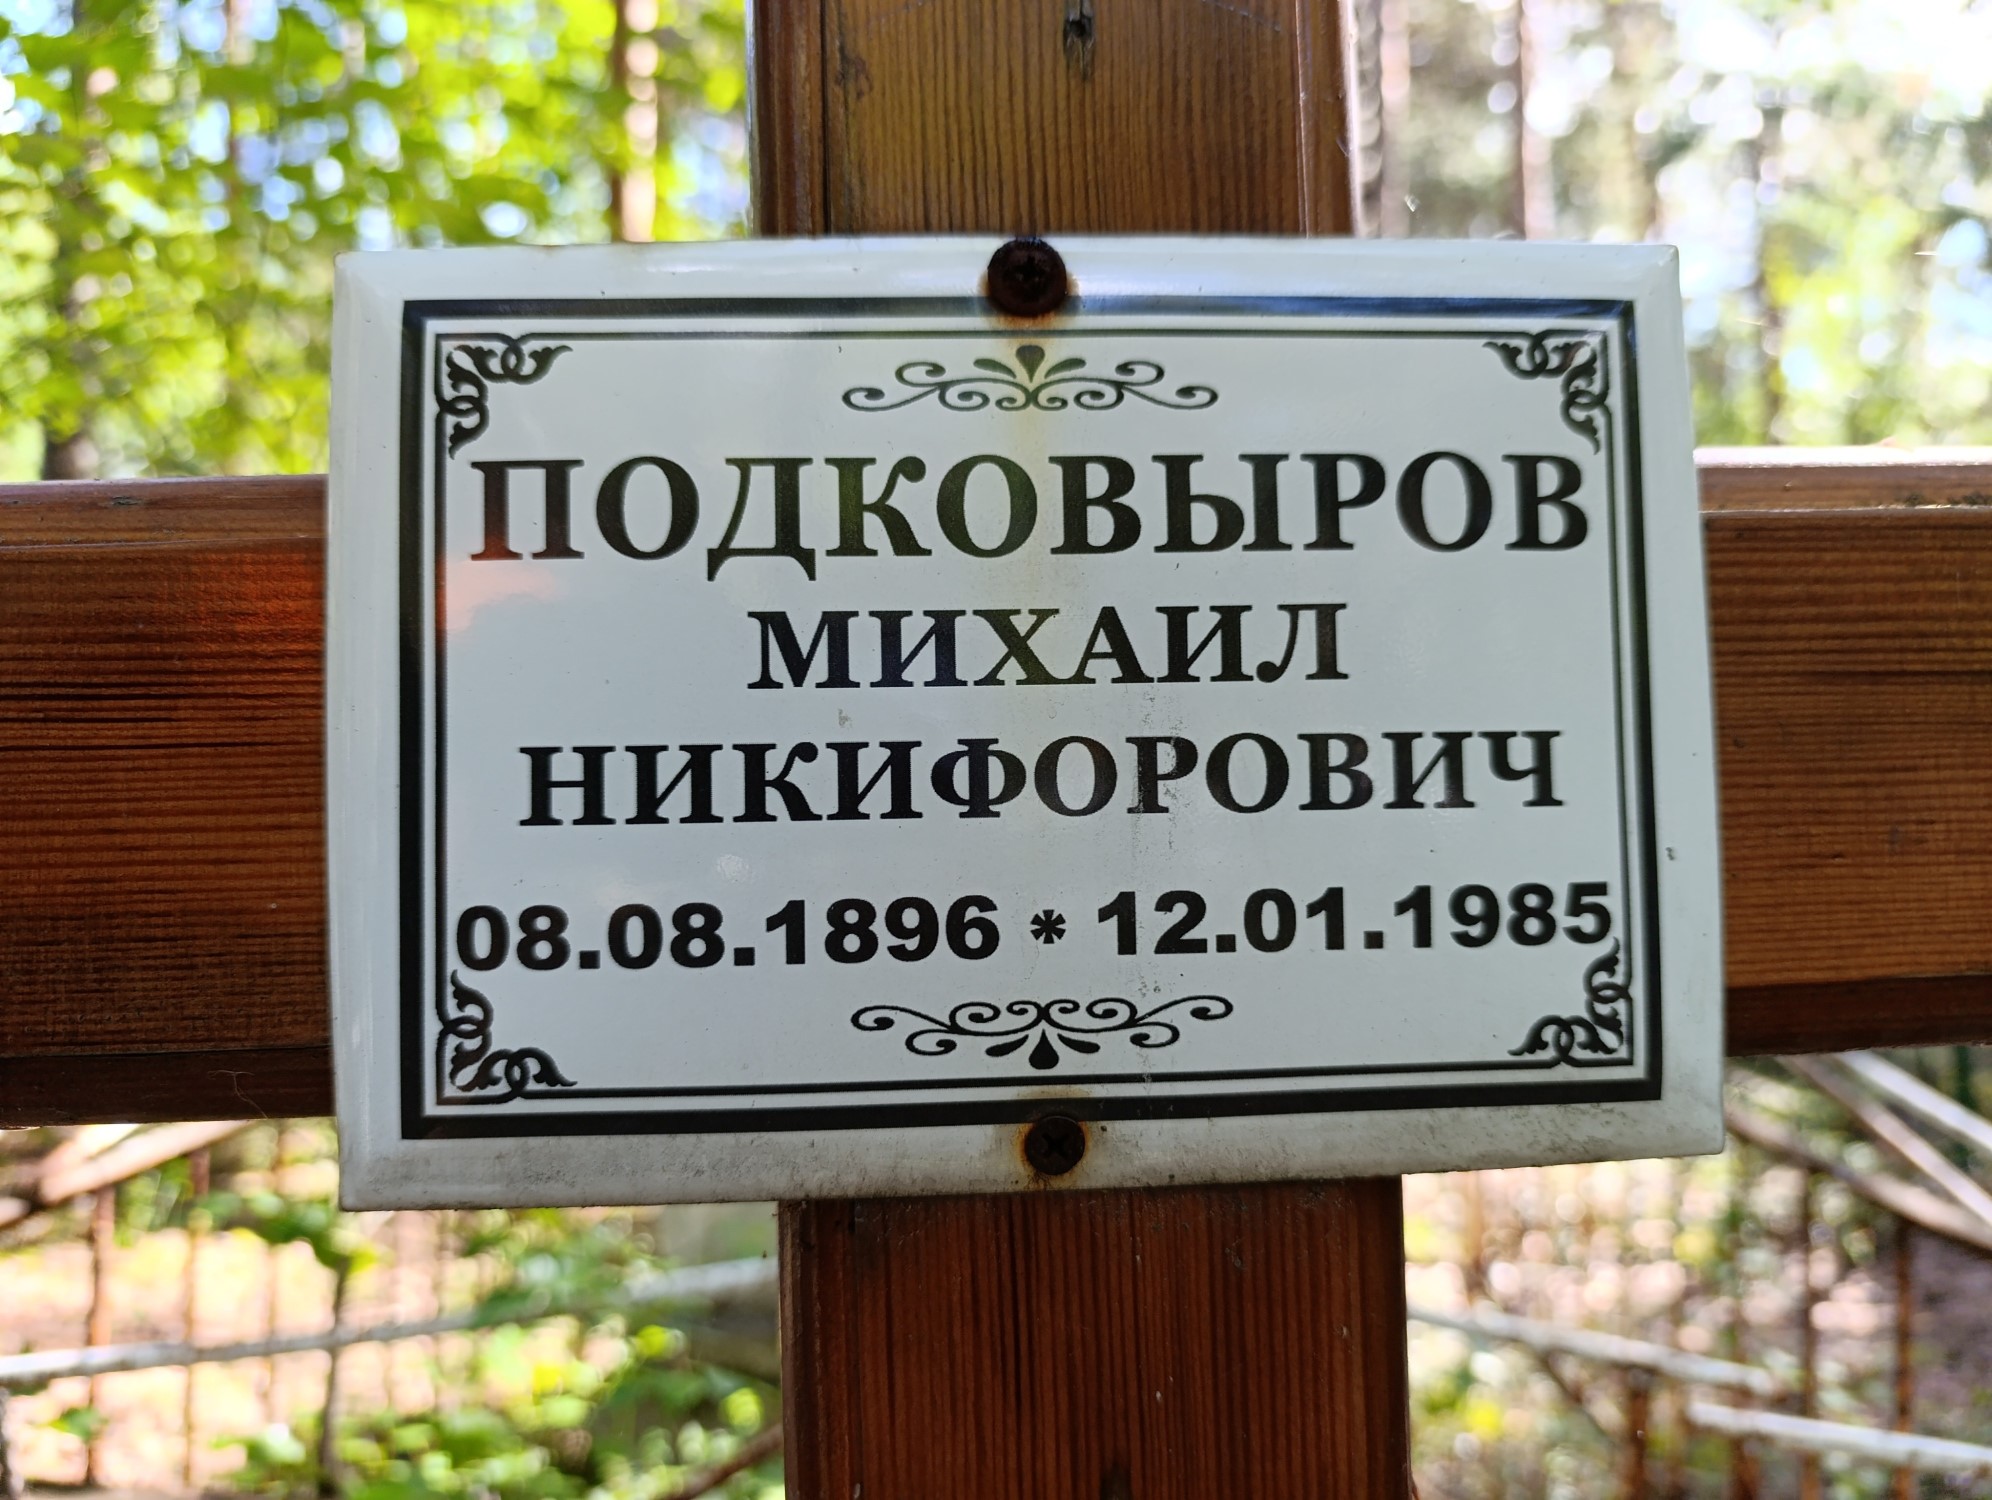 ПОДКОВЫРОВ
МИХАИЛ
НИКИФОРОВИЧ
08.08.1896 * 12.01.1985